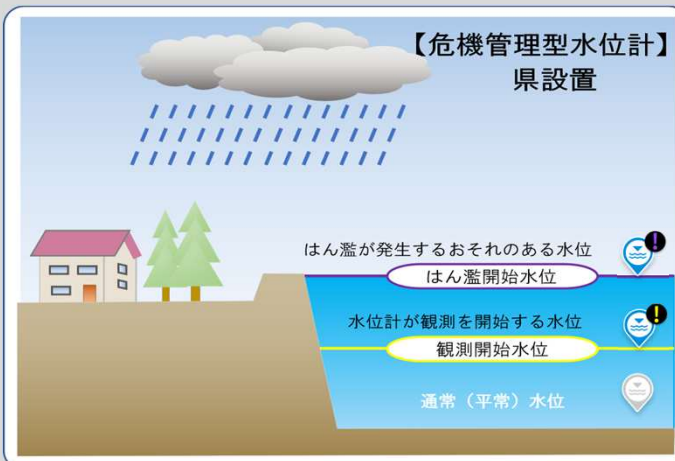 【危機管理型水位計】
県設置
はん濫が発生するおそれのある水位
はん濫開始水位
水位計が観測を開始する水位
観測開始水位
通常（平常）水位